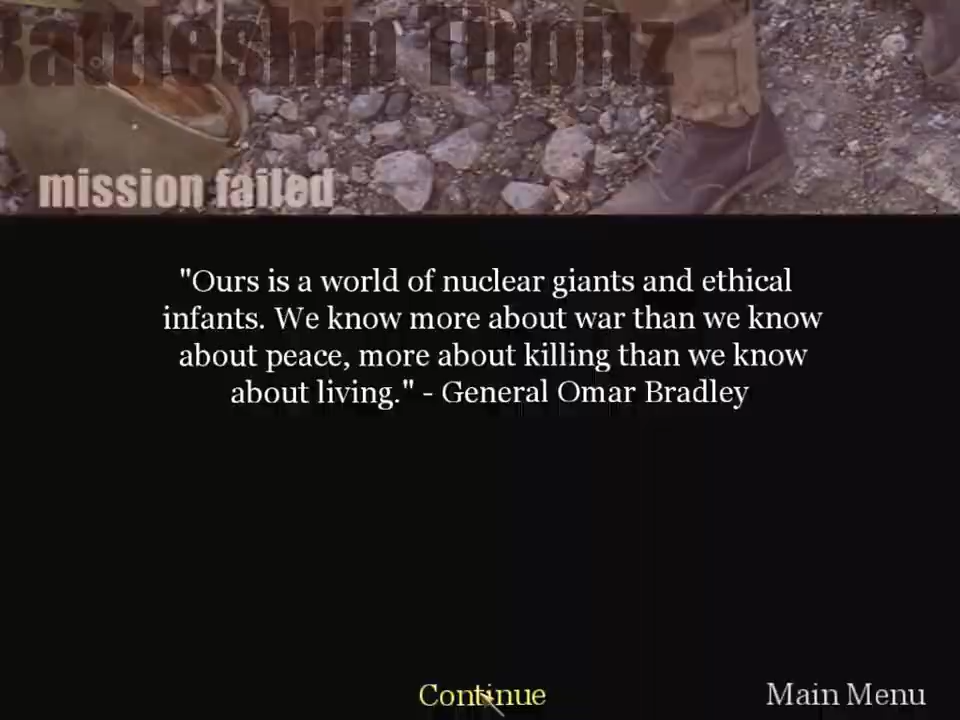 Battleship Tirpitz
mission failed
"Ours is a world of nuclear giants and ethical
infants. We know more about war than we know
about peace, more about killing than we know
about living." - General Omar Bradley
Continue
Main Menu